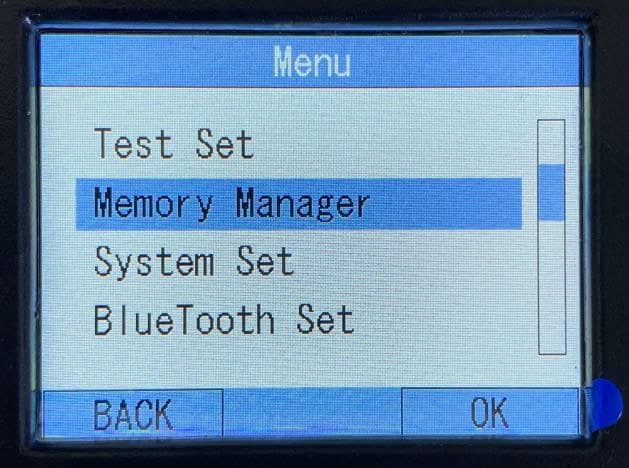 Menu
Test Set
Memory Manager
System Set
BlueTooth Set
BACK
OK